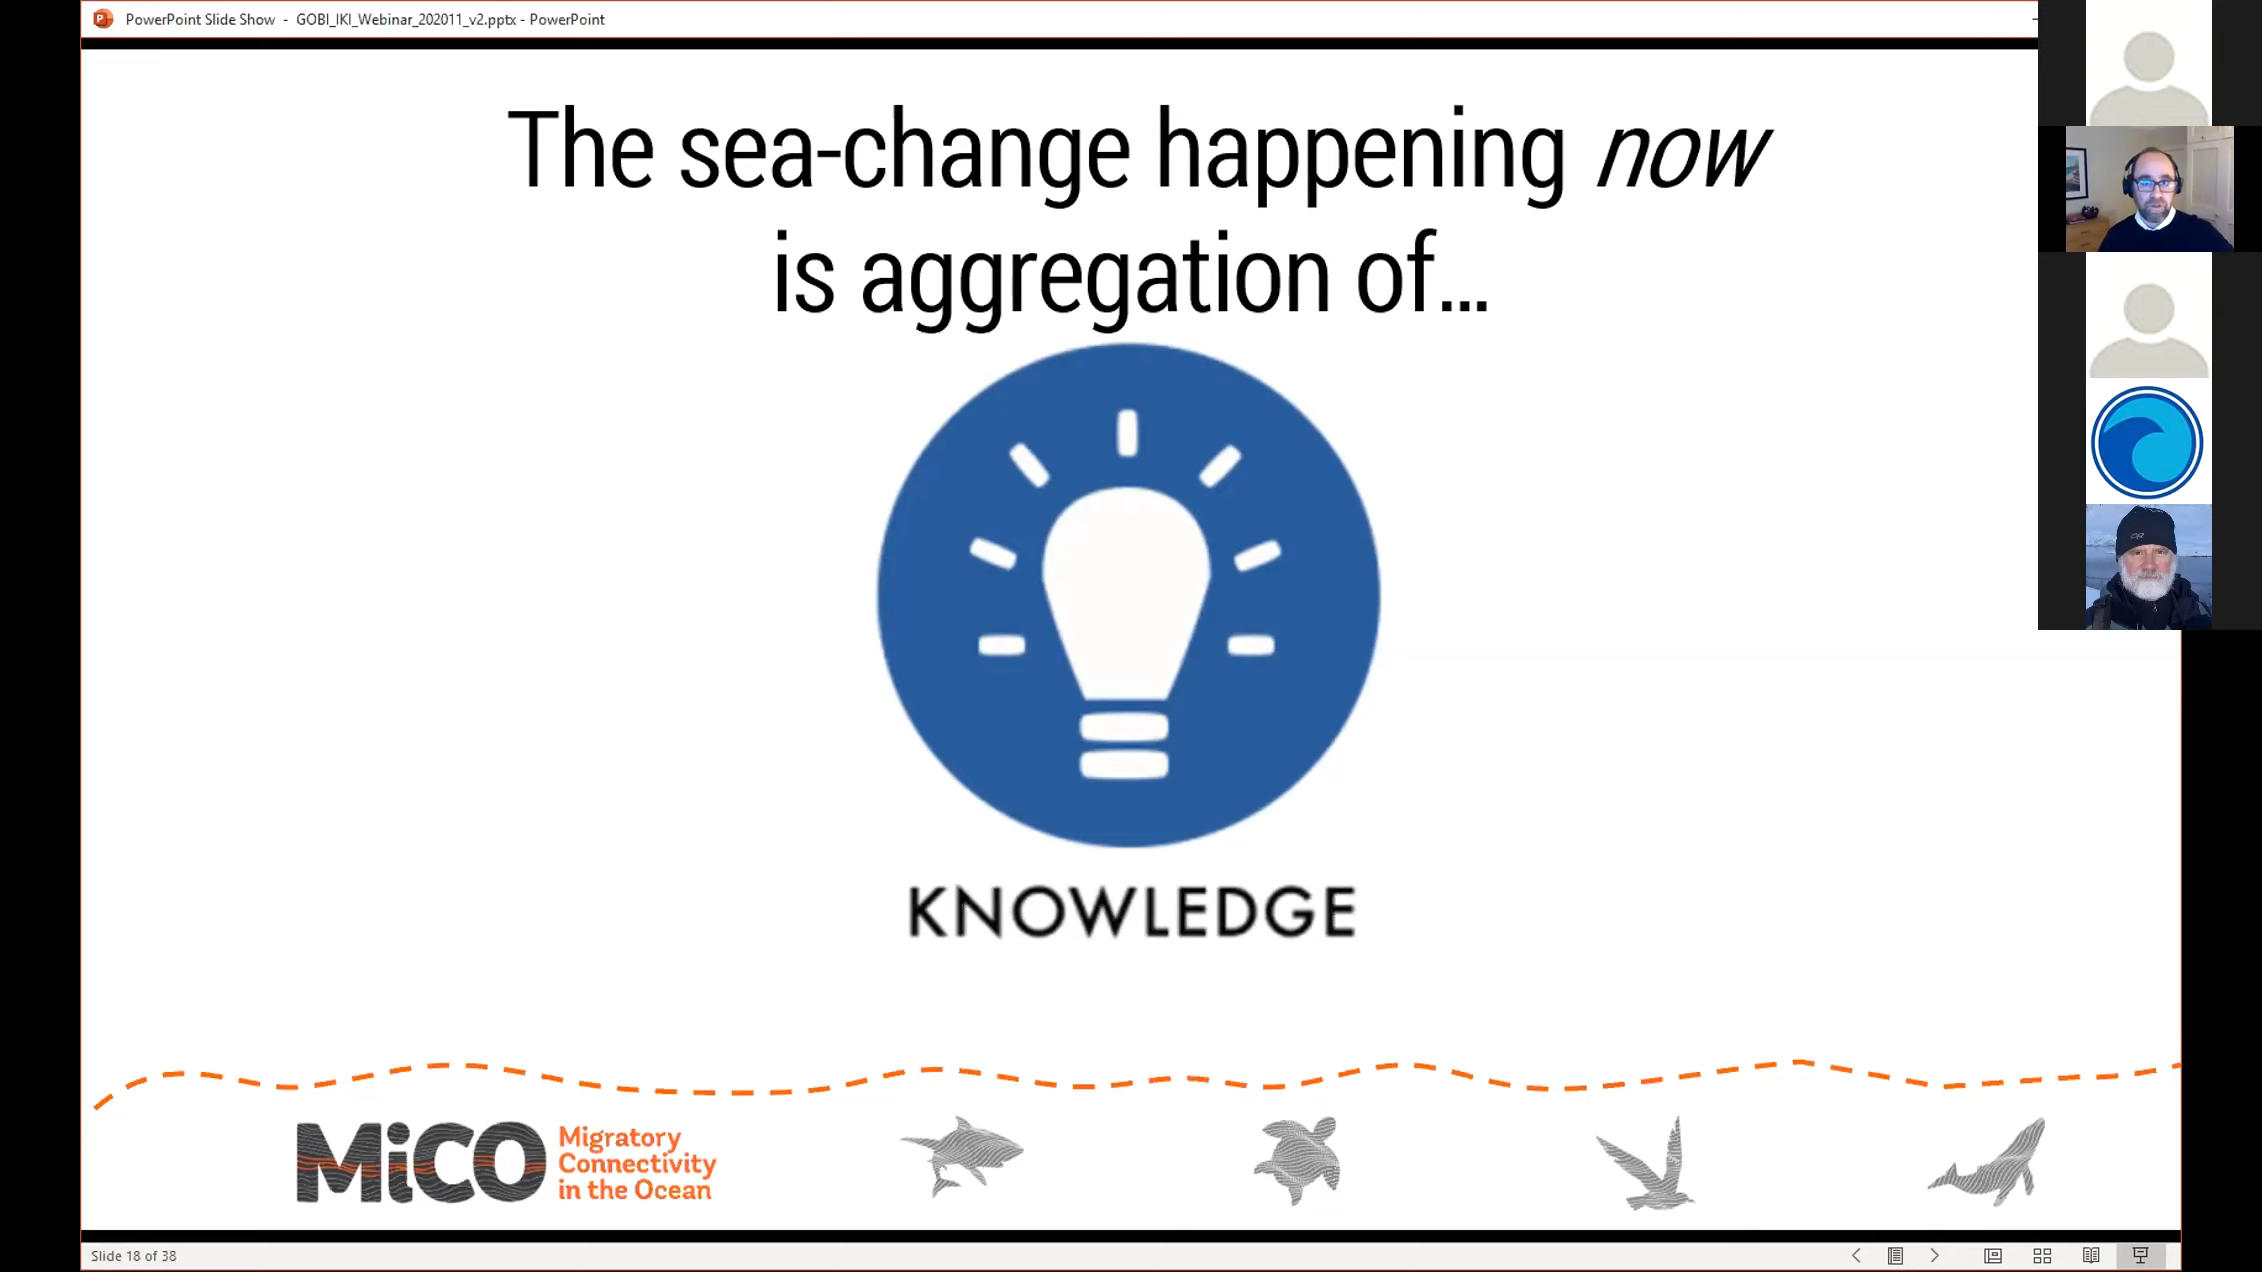 PowerPoint Slide Show - GOBI_IKI_Webinar_202011_v2.pptx - PowerPoint
The sea-change happening now
is aggregation of...
KNOWLEDGE
MiCO
Migratory
Connectivity
in the Ocean
OR
Slide 18 of 38